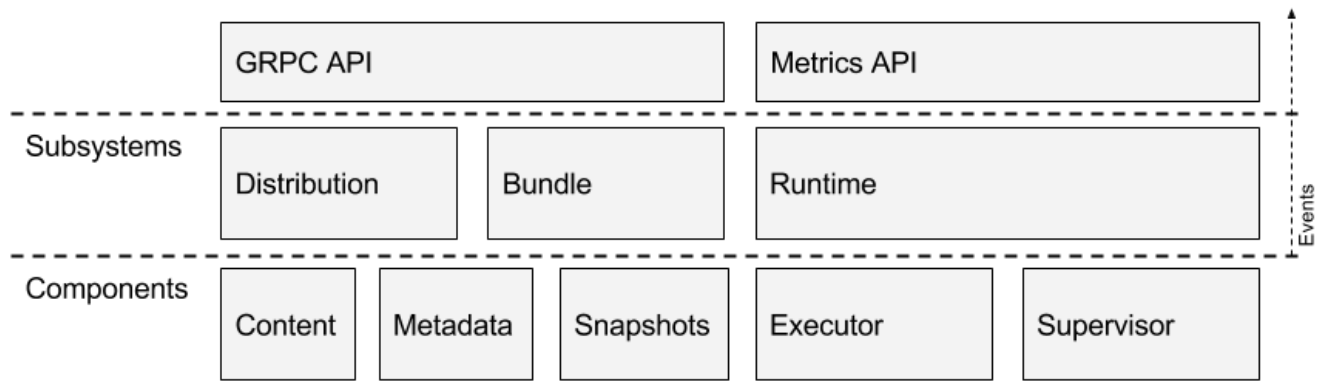 GRPC API
Metrics API
Subsystems
Distribution
Bundle
Runtime
Events
Components
Content
Metadata
Snapshots
Executor
Supervisor